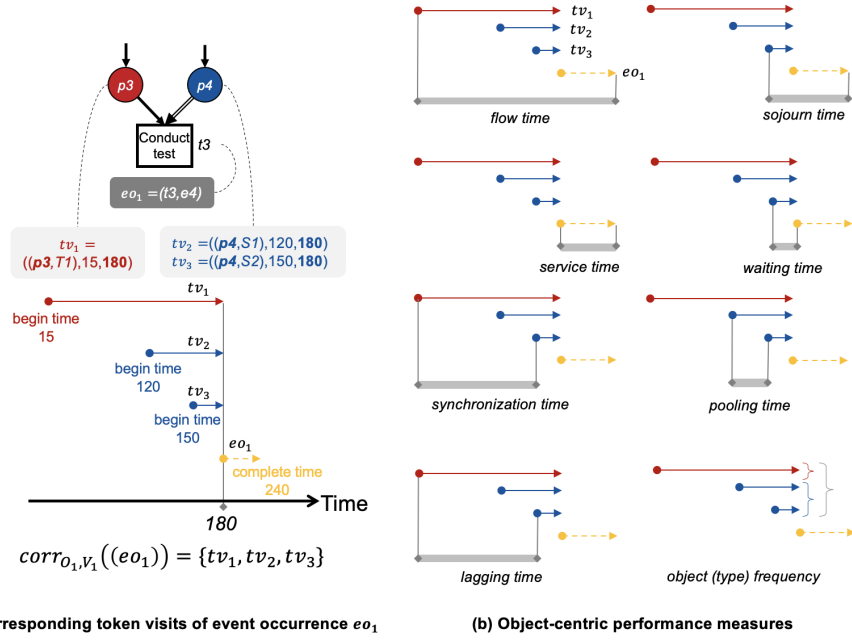 p3
p4
Conduct
test
t3
eo₁ =(t3,e4)
tv₁ =
((p3,T1),15,180)
tv₂ =((p4,S1),120,180)
tv₃ =((p4,S2),150,180)
tv₁
begin time
15
tv₂
begin time
120
tv₃
begin time
150
eo₁
complete time
240
Time
180
corr_{O₁,V₁}((eo₁)) = {tv₁, tv₂, tv₃}
rresponding token visits of event occurrence eo₁
tv₁
tv₂
tv₃
eo₁
flow time
sojourn time
service time
waiting time
synchronization time
pooling time
lagging time
object (type) frequency
(b) Object-centric performance measures